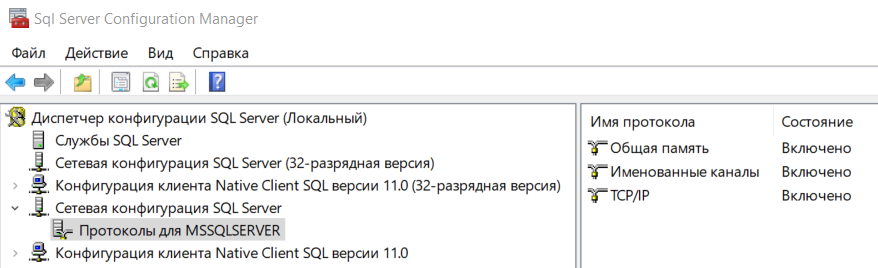 Sql Server Configuration Manager
Файл Действие Вид Справка
Диспетчер конфигурации SQL Server (Локальный)
Службы SQL Server
Сетевая конфигурация SQL Server (32-разрядная версия)
Конфигурация клиента Native Client SQL версии 11.0 (32-разрядная версия)
Сетевая конфигурация SQL Server
Протоколы для MSSQLSERVER
Конфигурация клиента Native Client SQL версии 11.0
Имя протокола Состояние
Общая память Включено
Именованные каналы Включено
TCP/IP Включено